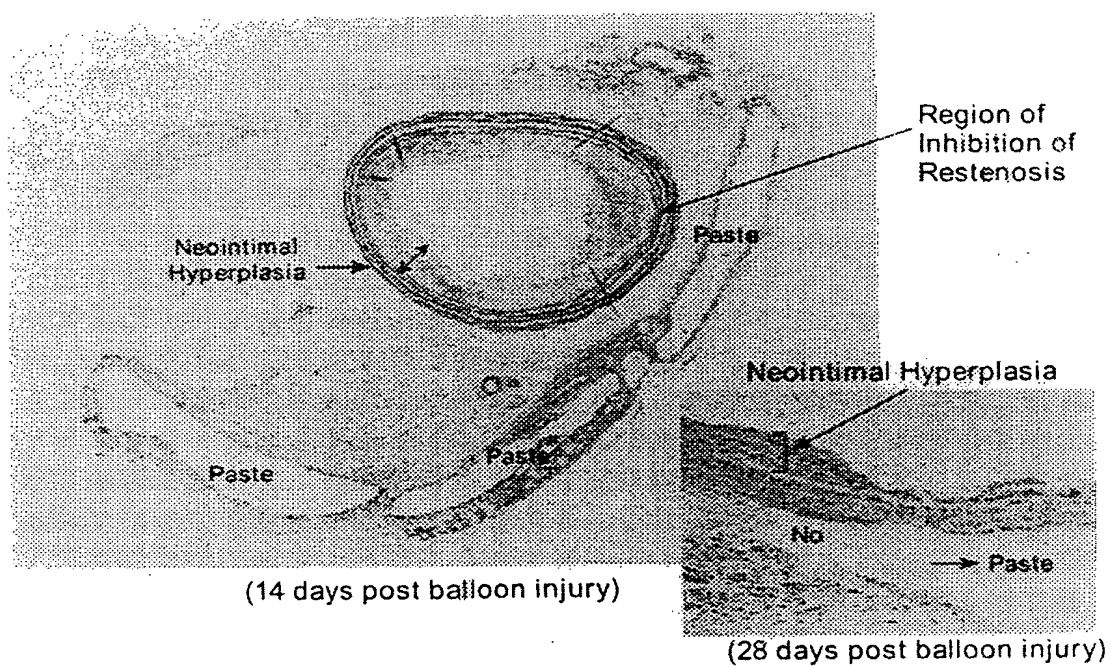 Region of
Inhibition of
Restenosis
Neointimal
Hyperplasia
Paste
Neointimal Hyperplasia
Paste
Paste
No
Paste
(14 days post balloon injury)
(28 days post balloon injury)